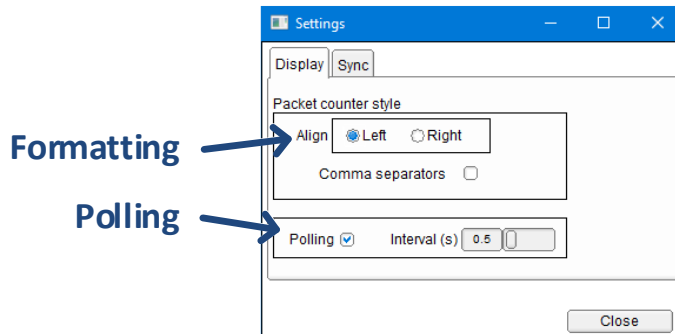 Settings
Display Sync
Packet counter style
Formatting
Align Left Right
Comma separators
Polling
Polling Interval (s) 0.5
Close